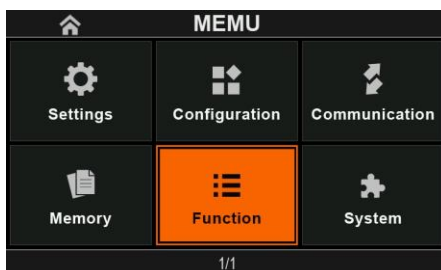 MEMU
Settings
Configuration
Communication
Memory
Function
System
1/1